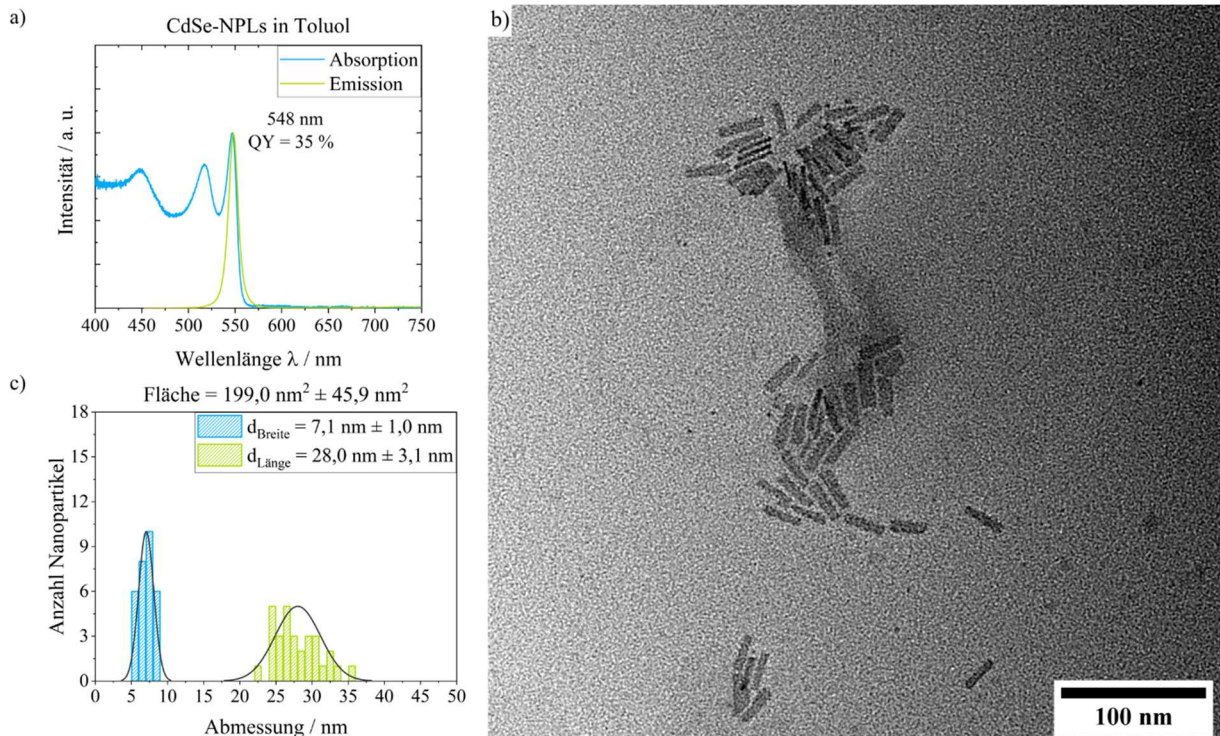 a)
CdSe-NPLs in Toluol
Absorption
Emission
548 nm
QY = 35 %
Intensität / a. u.
400 450 500 550 600 650 700 750
Wellenlänge λ / nm
b)
100 nm
c)
Fläche = 199,0 nm² ± 45,9 nm²
d_Breite = 7,1 nm ± 1,0 nm
d_Länge = 28,0 nm ± 3,1 nm
Anzahl Nanopartikel
18
15
12
9
6
3
0
0 5 10 15 20 25 30 35 40 45 50
Abmessung / nm